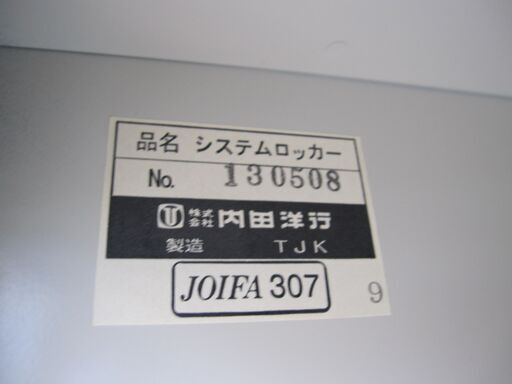 品名 システムロッカー
No. 130508
株式会社 内田洋行
製造 TJK
JOIFA 307
9